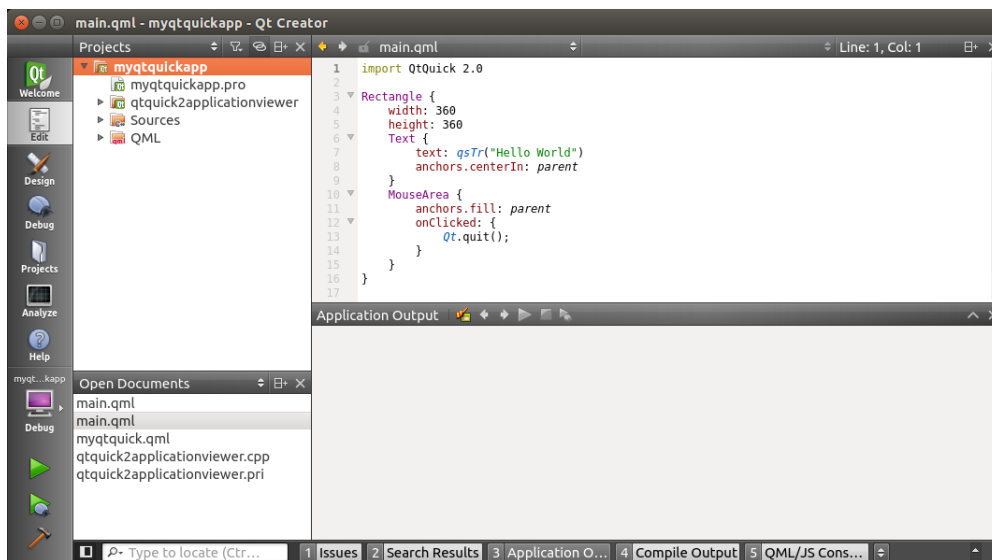 main.qml - myqtquickapp - Qt Creator
Projects
main.qml
Line: 1, Col: 1
Qt
Welcome
Edit
Design
Debug
Projects
Analyze
Help
myqt...kapp
Debug
myqtquickapp
myqtquickapp.pro
qtquick2applicationviewer
Sources
QML
1 import QtQuick 2.0
2
3 Rectangle {
4 width: 360
5 height: 360
6 Text {
7 text: qsTr("Hello World")
8 anchors.centerIn: parent
9 }
10 MouseArea {
11 anchors.fill: parent
12 onClicked: {
13 Qt.quit();
14 }
15 }
16 }
17
Application Output
Open Documents
main.qml
main.qml
myqtquick.qml
qtquick2applicationviewer.cpp
qtquick2applicationviewer.pri
Type to locate (Ctr...
1 Issues 2 Search Results 3 Application O... 4 Compile Output 5 QML/JS Cons...